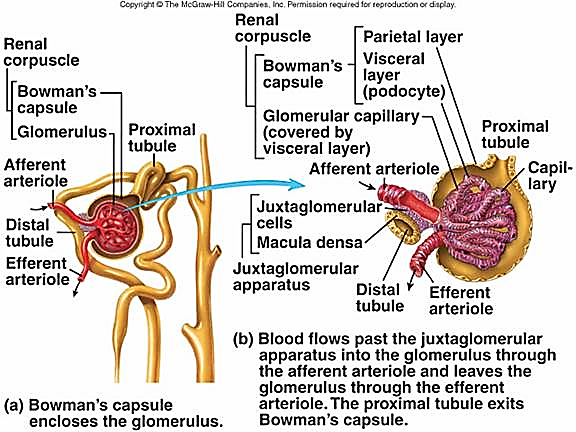 Copyright © The McGraw-Hill Companies, Inc. Permission required for reproduction or display.
Renal
corpuscle
Bowman's
capsule
Glomerulus
Proximal
tubule
Afferent
arteriole
Distal
tubule
Efferent
arteriole
(a) Bowman's capsule
encloses the glomerulus.
Renal
corpuscle
Bowman's
capsule
Parietal layer
Visceral
layer
(podocyte)
Glomerular capillary
(covered by
visceral layer)
Proximal
tubule
Afferent arteriole
Capil-
lary
Juxtaglomerular
cells
Macula densa
Juxtaglomerular
apparatus
Distal
tubule
Efferent
arteriole
(b) Blood flows past the juxtaglomerular
apparatus into the glomerulus through
the afferent arteriole and leaves the
glomerulus through the efferent
arteriole. The proximal tubule exits
Bowman's capsule.